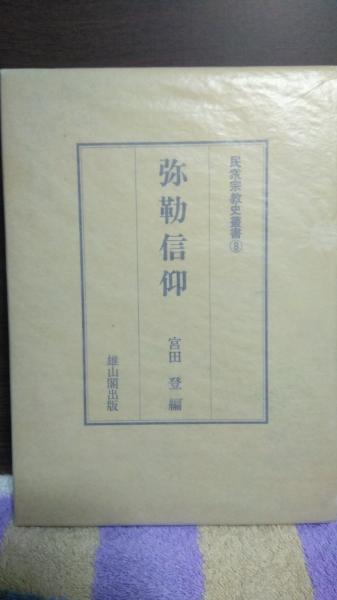 民衆宗教史叢書⑧
弥勒信仰
宮田 登 編
雄山閣出版